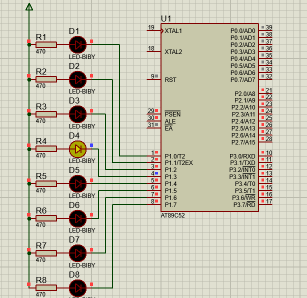 U1
R1
470
D1
LED-BIBY
R2
470
D2
LED-BIBY
R3
470
D3
LED-BIBY
R4
470
D4
LED-BIBY
R5
470
D5
LED-BIBY
R6
470
D6
LED-BIBY
R7
470
D7
LED-BIBY
R8
470
D8
LED-BIBY
19 XTAL1
18 XTAL2
9 RST
29 PSEN
30 ALE
31 EA
1 P1.0/T2
2 P1.1/T2EX
3 P1.2
4 P1.3
5 P1.4
6 P1.5
7 P1.6
8 P1.7
P0.0/AD0 39
P0.1/AD1 38
P0.2/AD2 37
P0.3/AD3 36
P0.4/AD4 35
P0.5/AD5 34
P0.6/AD6 33
P0.7/AD7 32
P2.0/A8 21
P2.1/A9 22
P2.2/A10 23
P2.3/A11 24
P2.4/A12 25
P2.5/A13 26
P2.6/A14 27
P2.7/A15 28
P3.0/RXD 10
P3.1/TXD 11
P3.2/INT0 12
P3.3/INT1 13
P3.4/T0 14
P3.5/T1 15
P3.6/WR 16
P3.7/RD 17
AT89C52